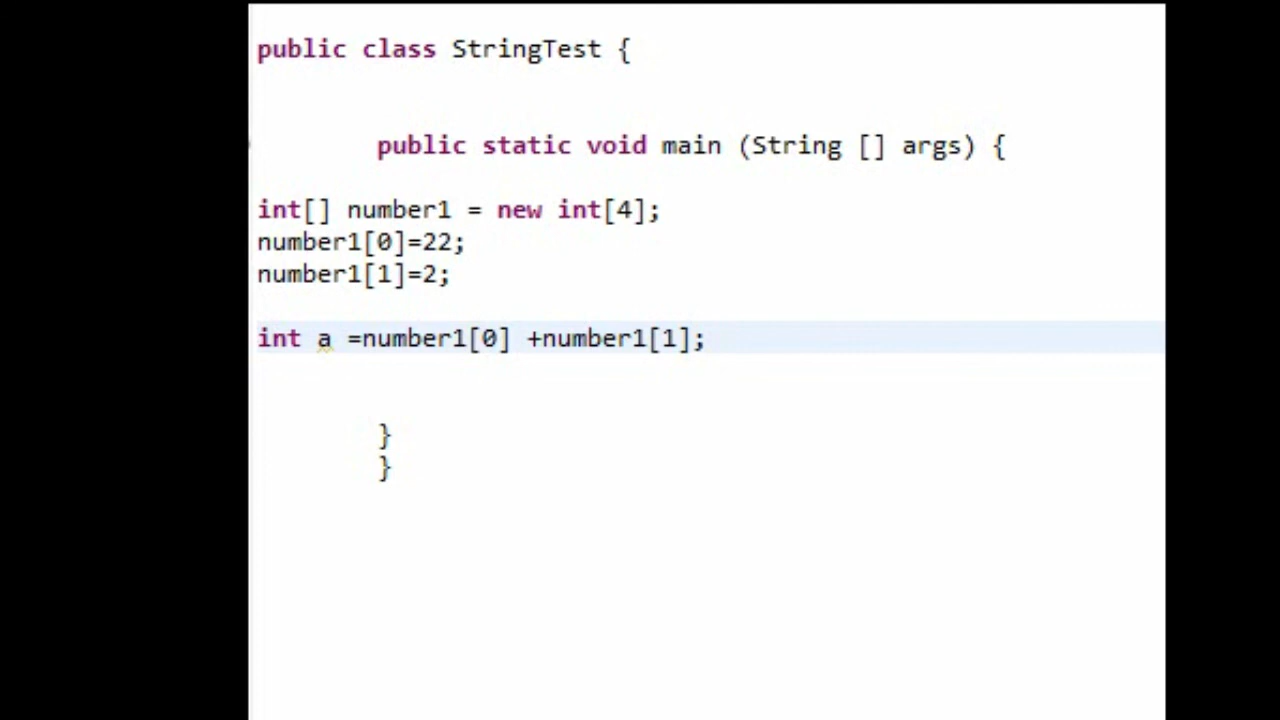 public class StringTest {
public static void main (String [] args) {
int[] number1 = new int[4];
number1[0]=22;
number1[1]=2;
int a =number1[0] +number1[1];
}
}